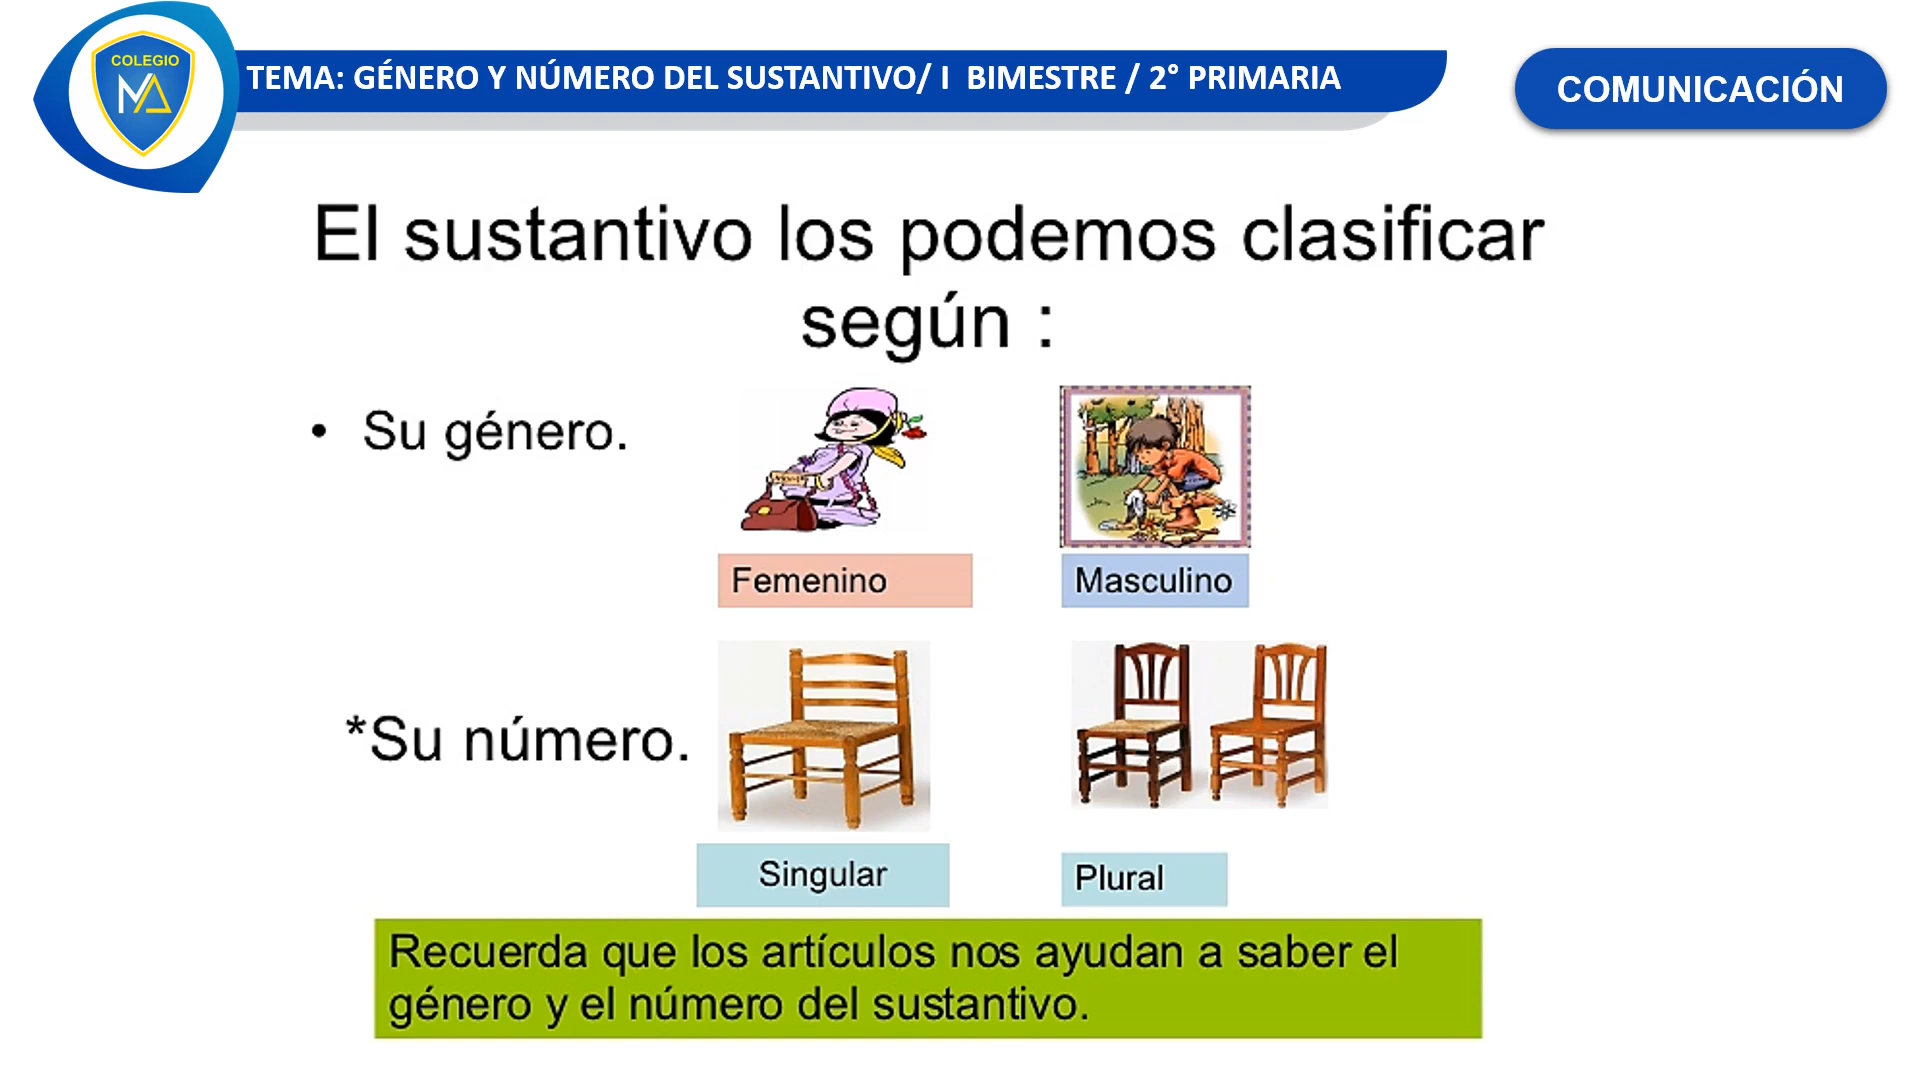 COLEGIO
MA
TEMA: GÉNERO Y NÚMERO DEL SUSTANTIVO/ I  BIMESTRE / 2° PRIMARIA
COMUNICACIÓN
El sustantivo los podemos clasificar
según :
• Su género.
Femenino
Masculino
*Su número.
Singular
Plural
Recuerda que los artículos nos ayudan a saber el
género y el número del sustantivo.